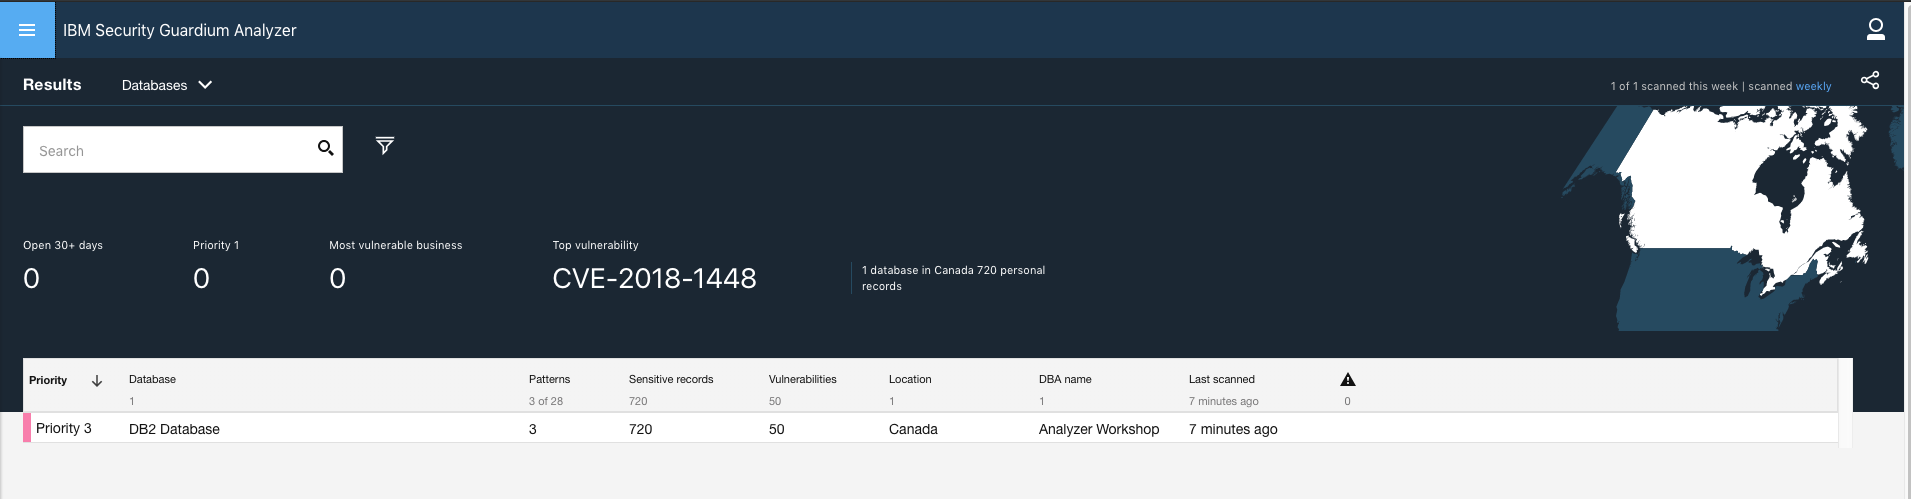 IBM Security Guardium Analyzer
Results Databases 1 of 1 scanned this week | scanned weekly
Search
Open 30+ days Priority 1 Most vulnerable business Top vulnerability
0 0 0 CVE-2018-1448 1 database in Canada 720 personal
records
Priority Database Patterns Sensitive records Vulnerabilities Location DBA name Last scanned
1 3 of 28 720 50 1 1 7 minutes ago 0
Priority 3 DB2 Database 3 720 50 Canada Analyzer Workshop 7 minutes ago